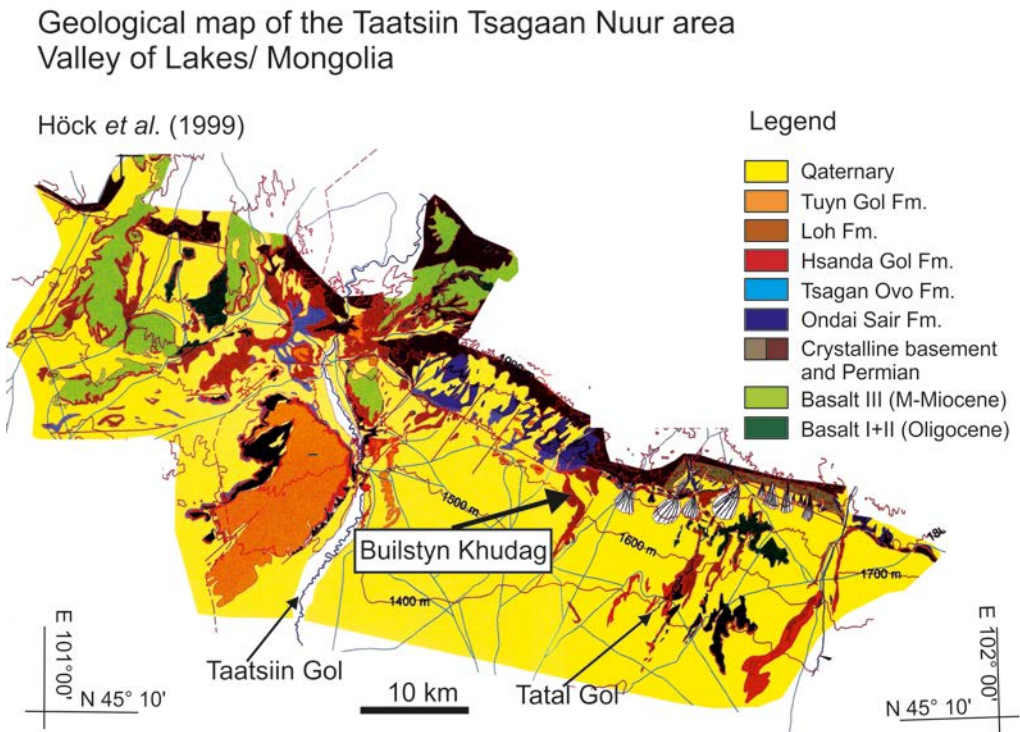 Geological map of the Taatsiin Tsagaan Nuur area
Valley of Lakes/ Mongolia
Höck et al. (1999)
Legend
Qaternary
Tuyn Gol Fm.
Loh Fm.
Hsanda Gol Fm.
Tsagan Ovo Fm.
Ondai Sair Fm.
Crystalline basement
and Permian
Basalt III (M-Miocene)
Basalt I+II (Oligocene)
1500 m
Builstyn Khudag
1600 m
1700 m
1400 m
Taatsiin Gol
10 km
Tatal Gol
E 101°00'
N 45° 10'
E 102° 00'
N 45° 10'